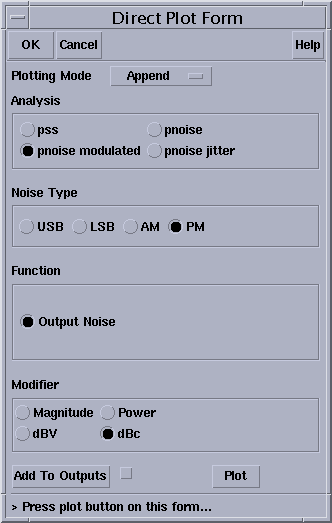 Direct Plot Form
OK Cancel Help
Plotting Mode Append
Analysis
pss pnoise
pnoise modulated pnoise jitter
Noise Type
USB LSB AM PM
Function
Output Noise
Modifier
Magnitude Power
dBV dBc
Add To Outputs Plot
> Press plot button on this form...